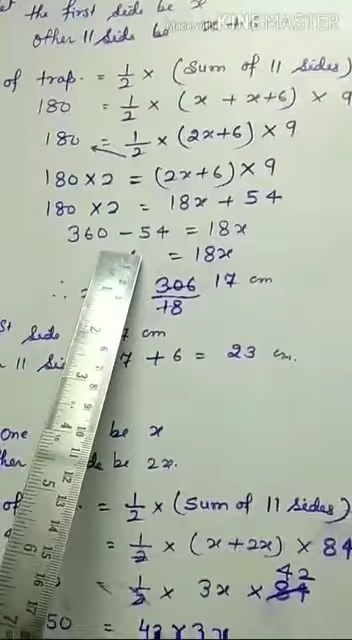 the first side be x
other 11 side be
KINEMASTER
of trap. = 1/2 × (Sum of 11 sides)
180 = 1/2 × (x + x+6) × 9
180 = 1/2 × (2x+6) × 9
180×2 = (2x+6) × 9
180 ×2 = 18x + 54
360 - 54 = 18x
= 18x
∴ 306/18 17 cm
Side 7 cm
11 7 + 6 = 23 cm.
one be x
be 2x.
of = 1/2 × (Sum of 11 sides)
= 1/2 × (x+2x) × 84
42
= 1/2 × 3x × 84
50 = 42 × 3x